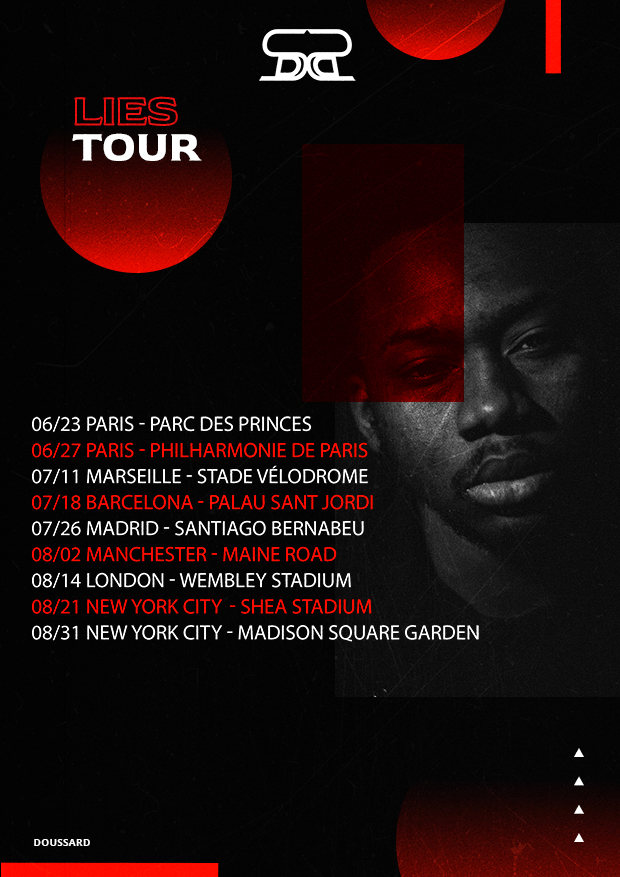 LIES
TOUR
06/23 PARIS - PARC DES PRINCES
06/27 PARIS - PHILHARMONIE DE PARIS
07/11 MARSEILLE - STADE VÉLODROME
07/18 BARCELONA - PALAU SANT JORDI
07/26 MADRID - SANTIAGO BERNABEU
08/02 MANCHESTER - MAINE ROAD
08/14 LONDON - WEMBLEY STADIUM
08/21 NEW YORK CITY - SHEA STADIUM
08/31 NEW YORK CITY - MADISON SQUARE GARDEN
DOUSSARD